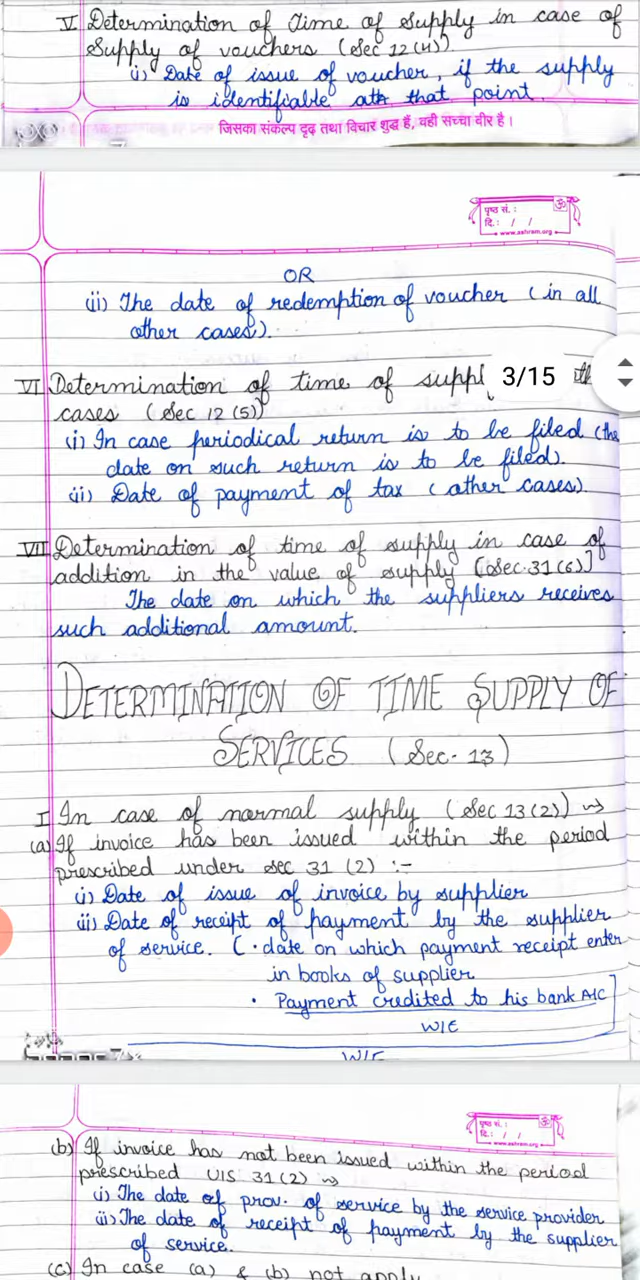 V Determination of Time of Supply in case of
Supply of vouchers (Sec 12(4)).
(i) Date of issue of voucher, if the supply
is identifiable at that point.
जिसका संकल्प दृढ़ तथा विचार शुद्ध हैं, वही सच्चा वीर है।
पृष्ठ सं. :
दि.: / /
www.ashram.org
OR
(ii) The date of redemption of voucher (in all
other cases).
VI Determination of time of suppl
3/15
cases (Sec 12(5))
(i) In case periodical return is to be filed (the
date on such return is to be filed).
(ii) Date of payment of tax (other cases).
VII Determination of time of supply in case of
addition in the value of supply [Sec.31(6)]
The date on which the suppliers receives
such additional amount.
DETERMINATION OF TIME SUPPLY OF
SERVICES (Sec- 13)
I In case of normal supply (Sec 13(2)) ⇝
(a) If invoice has been issued within the period
prescribed under sec 31 (2) :-
(i) Date of issue of invoice by supplier
(ii) Date of receipt of payment by the supplier
of service. (• date on which payment receipt enter
in books of supplier.
• Payment credited to his bank A/C]
W/E
W/E
पृष्ठ सं. :
दि.: / /
(b) If invoice has not been issued within the period
prescribed U/S 31(2) ⇝
(i) The date of prov. of service by the service provider
(ii) The date of receipt of payment by the supplier
of service.
(c) In case (a) & (b) not apply